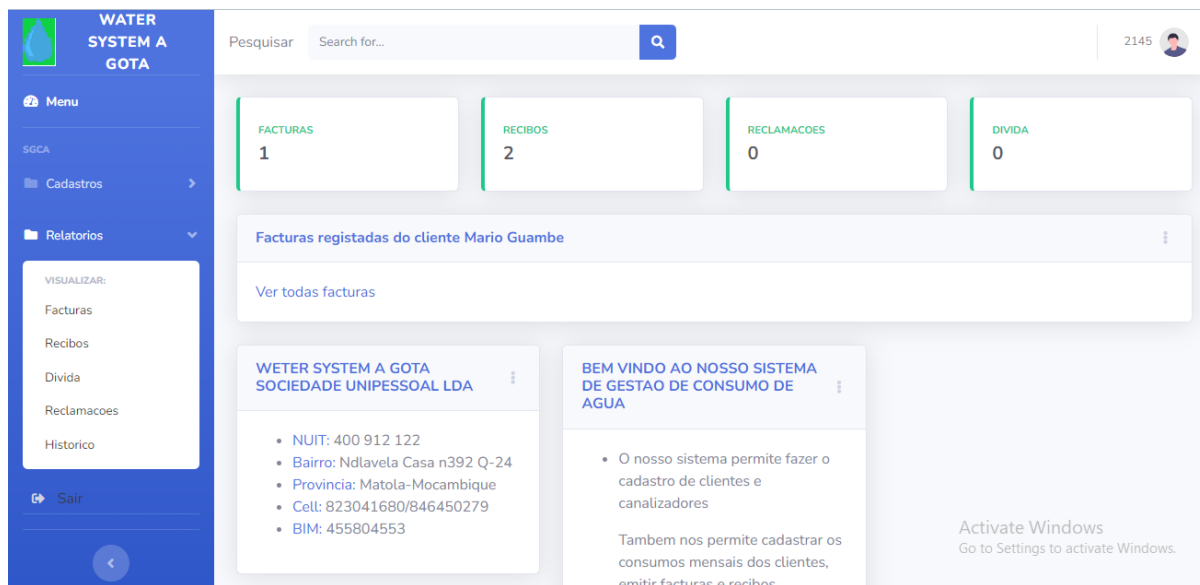 WATER
SYSTEM A
GOTA
Menu
SGCA
Cadastros
Relatorios
VISUALIZAR:
Facturas
Recibos
Divida
Reclamacoes
Historico
Sair
Pesquisar
Search for...
2145
FACTURAS
1
RECIBOS
2
RECLAMACOES
0
DIVIDA
0
Facturas registadas do cliente Mario Guambe
Ver todas facturas
WETER SYSTEM A GOTA
SOCIEDADE UNIPESSOAL LDA
NUIT: 400 912 122
Bairro: Ndlavela Casa n392 Q-24
Provincia: Matola-Mocambique
Cell: 823041680/846450279
BIM: 455804553
BEM VINDO AO NOSSO SISTEMA
DE GESTAO DE CONSUMO DE
AGUA
O nosso sistema permite fazer o
cadastro de clientes e
canalizadores
Tambem nos permite cadastrar os
consumos mensais dos clientes,
emitir facturas e recibos
Activate Windows
Go to Settings to activate Windows.